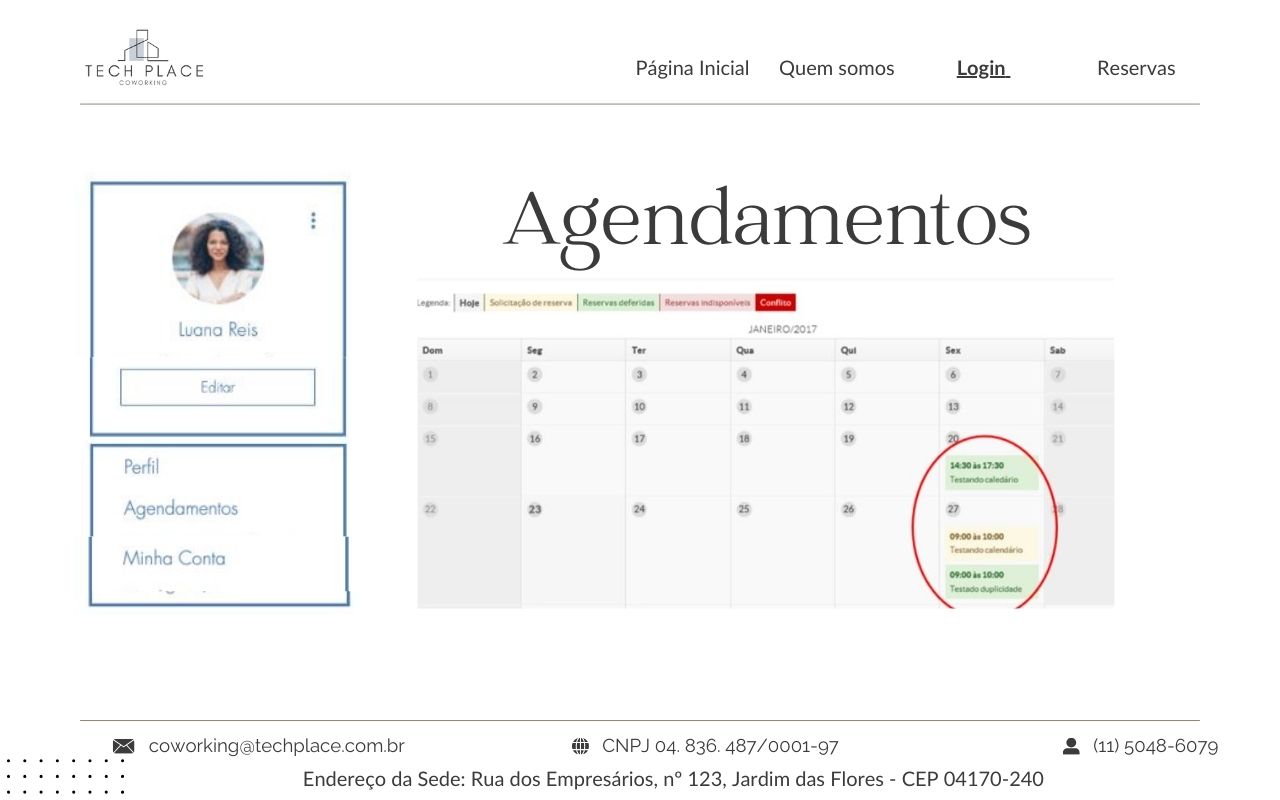 TECH PLACE
COWORKING
Página Inicial Quem somos Login Reservas
Luana Reis
Editar
Perfil
Agendamentos
Minha Conta
Agendamentos
Legenda: Hoje Solicitação de reserva Reservas deferidas Reservas indisponíveis Conflito
JANEIRO/2017
Dom Seg Ter Qua Qui Sex Sab
1 2 3 4 5 6 7
8 9 10 11 12 13 14
15 16 17 18 19 20 21
14:30 às 17:30
Testando caledário
22 23 24 25 26 27 28
09:00 às 10:00
Testando calendário
09:00 às 10:00
Testado duplicidade
coworking@techplace.com.br CNPJ 04. 836. 487/0001-97 (11) 5048-6079
Endereço da Sede: Rua dos Empresários, nº 123, Jardim das Flores - CEP 04170-240